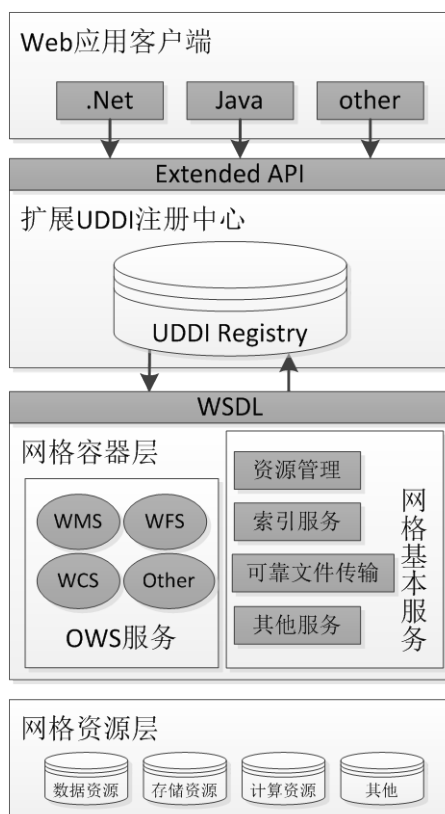 Web应用客户端
.Net
Java
other
Extended API
扩展UDDI注册中心
UDDI Registry
WSDL
网格容器层
WMS
WFS
WCS
Other
OWS服务
资源管理
索引服务
可靠文件传输
其他服务
网格基本服务
网格资源层
数据资源
存储资源
计算资源
其他